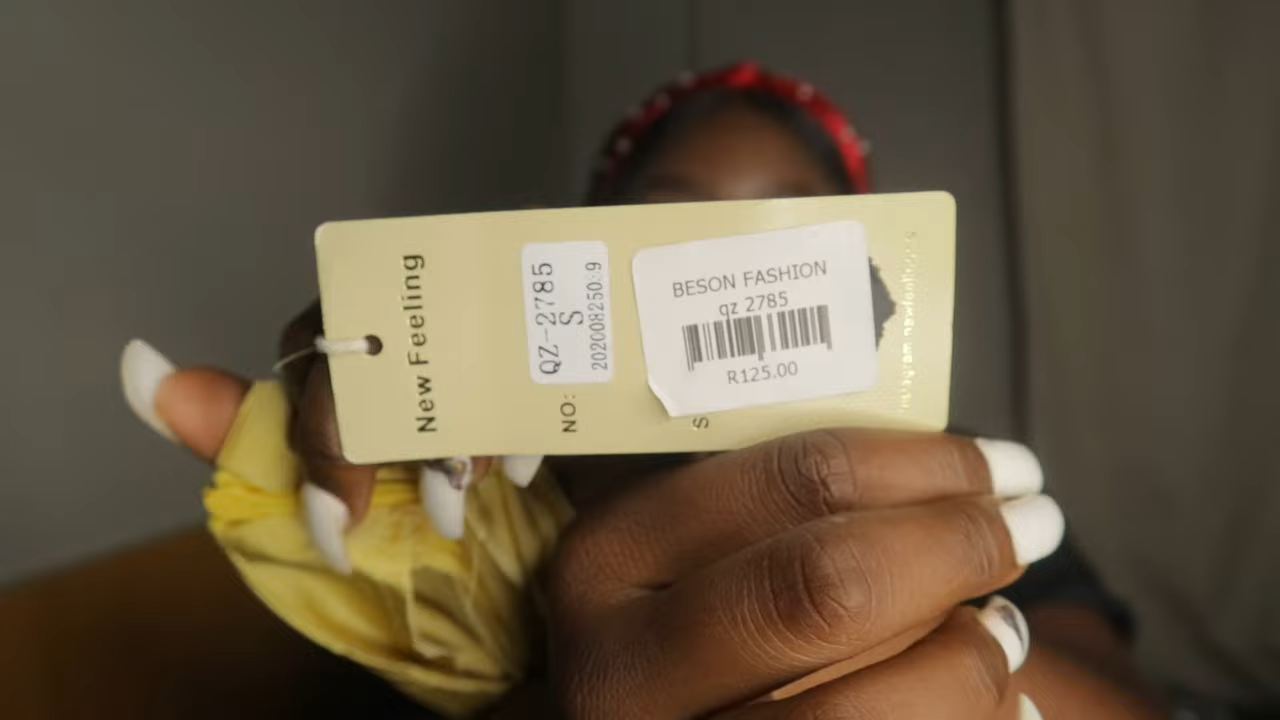 New Feeling
NO:
QZ-2785
S
202008250:9
BESON FASHION
qz 2785
R125.00
S